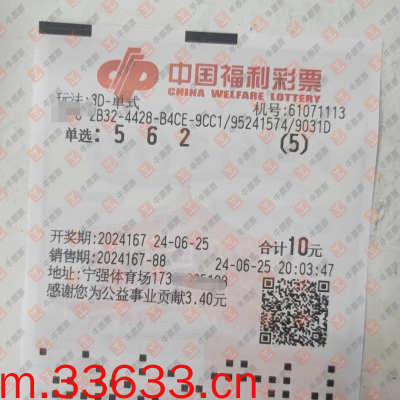 中国福利彩票
CHINA WELFARE LOTTERY
玩法:3D-单式 机号:61071113
2B32-4428-B4CE-9CC1/95241574/9031D
单选: 5 6 2 (5)
开奖期:2024167 24-06-25 合计10元
销售期:2024167-88 24-06-25 20:03:47
地址:宁强体育场173
感谢您为公益事业贡献3.40元
m.33633.cn